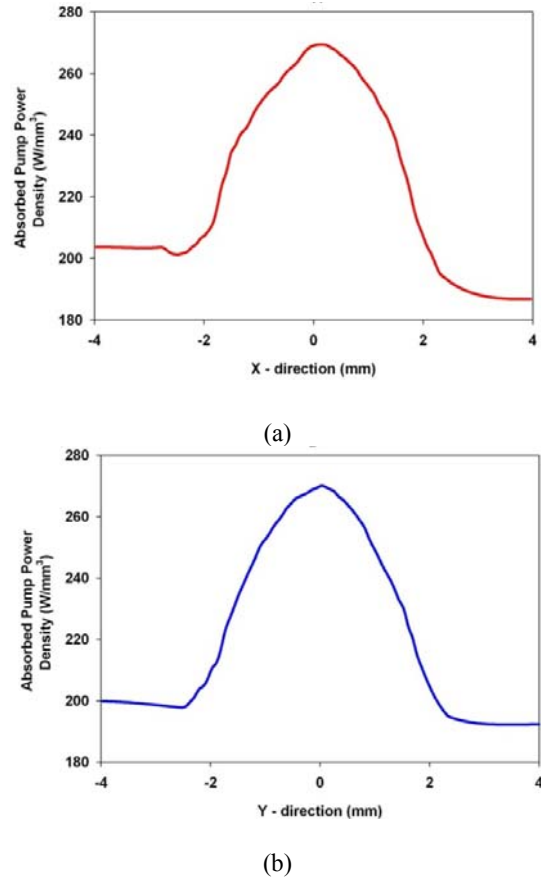 280
260
240
220
200
180
Absorbed Pump Power
Density (W/mm³)
-4 -2 0 2 4
X - direction (mm)
(a)
280
260
240
220
200
180
Absorbed Pump Power
Density (W/mm³)
-4 -2 0 2 4
Y - direction (mm)
(b)